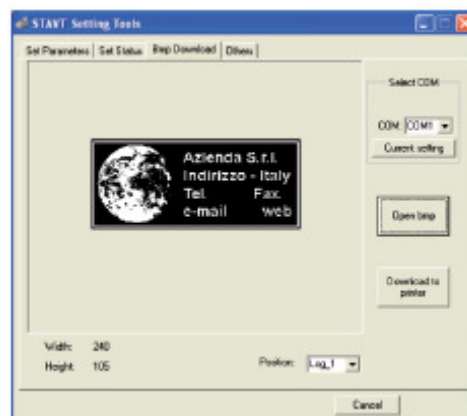 STAVT Setting Tools
Set Parameters Set Status Bmp Download Others
Select COM
COM: COM1
Current setting
Azienda S.r.l.
Indirizzo - Italy
Tel. Fax.
e-mail web
Open bmp
Download to
printer
Width: 240
Height: 105
Position: Log_1
Cancel